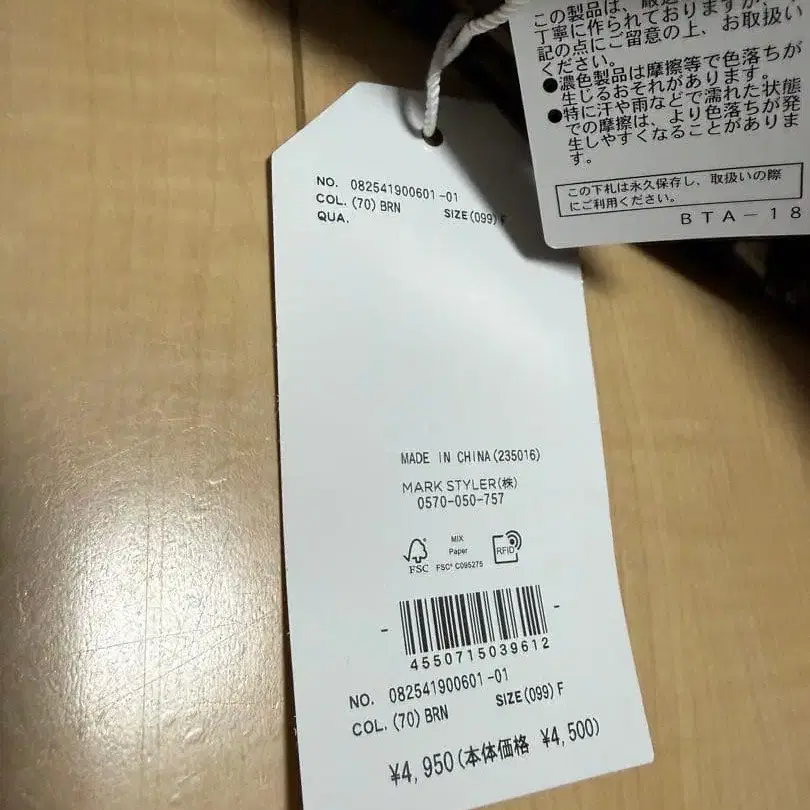 この製品は、厳選
丁寧に作られておりますが、
記の点にご留意の上、お取扱い
ください。
●濃色製品は摩擦等で色落ちが
生じるおそれがあります。
●特に汗や雨などで濡れた状態
での摩擦は、より色落ちが発
生しやすくなることがありま
す。
この下札は永久保存し、取扱いの際
にご利用ください。
BTA-18
NO. 082541900601-01
COL. (70) BRN SIZE(099) F
QUA.
MADE IN CHINA(235016)
MARK STYLER(株)
0570-050-757
FSC
MIX
Paper
FSC® C095275
RFID
4550715039612
NO. 082541900601-01
COL. (70) BRN SIZE(099) F
¥4,950(本体価格 ¥4,500)